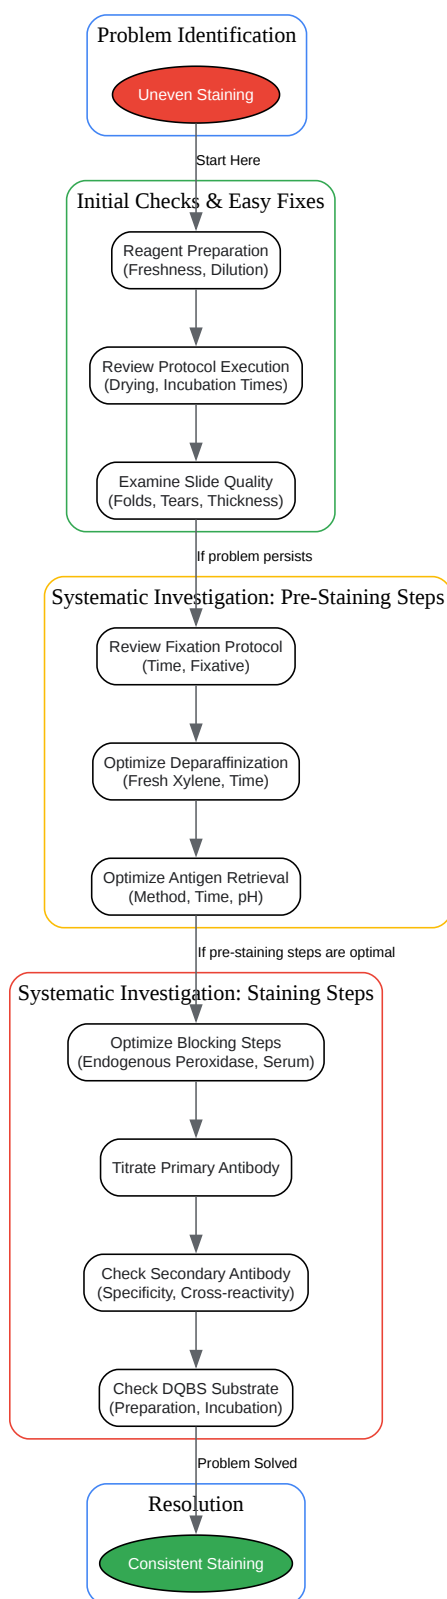 Problem Identification
Uneven Staining
Start Here
Initial Checks & Easy Fixes
Reagent Preparation
(Freshness, Dilution)
Review Protocol Execution
(Drying, Incubation Times)
Examine Slide Quality
(Folds, Tears, Thickness)
If problem persists
Systematic Investigation: Pre-Staining Steps
Review Fixation Protocol
(Time, Fixative)
Optimize Deparaffinization
(Fresh Xylene, Time)
Optimize Antigen Retrieval
(Method, Time, pH)
If pre-staining steps are optimal
Systematic Investigation: Staining Steps
Optimize Blocking Steps
(Endogenous Peroxidase, Serum)
Titrate Primary Antibody
Check Secondary Antibody
(Specificity, Cross-reactivity)
Check DQBS Substrate
(Preparation, Incubation)
Problem Solved
Resolution
Consistent Staining